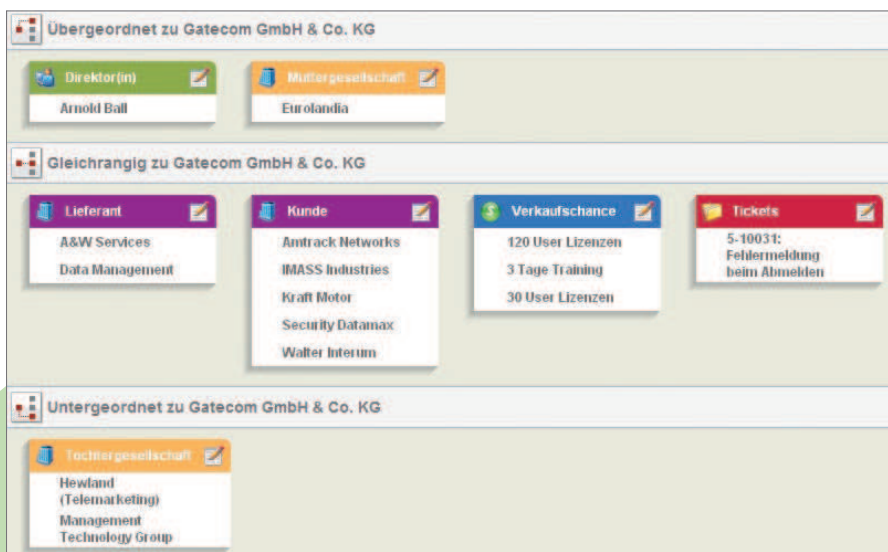 Übergeordnet zu Gatecom GmbH & Co. KG
Direktor(in)
Arnold Ball
Muttergesellschaft
Eurolandia
Gleichrangig zu Gatecom GmbH & Co. KG
Lieferant
A&W Services
Data Management
Kunde
Amtrack Networks
IMASS Industries
Kraft Motor
Security Datamax
Walter Interum
Verkaufschance
120 User Lizenzen
3 Tage Training
30 User Lizenzen
Tickets
5-10031:
Fehlermeldung
beim Abmelden
Untergeordnet zu Gatecom GmbH & Co. KG
Tochtergesellschaft
Hewland
(Telemarketing)
Management
Technology Group